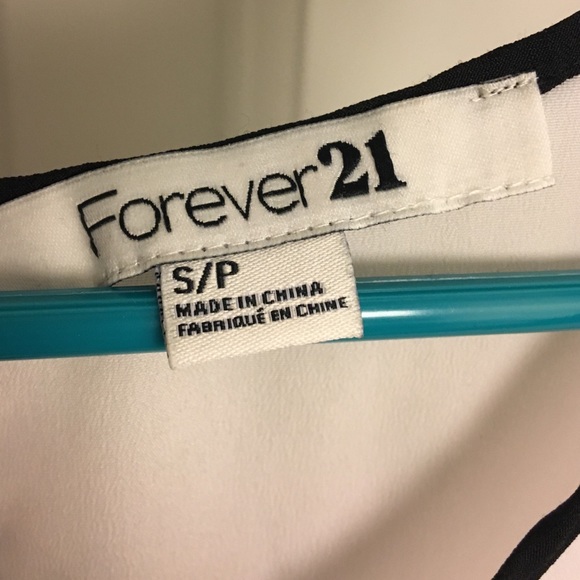 Forever21
S/P
MADE IN CHINA
FABRIQUÉ EN CHINE